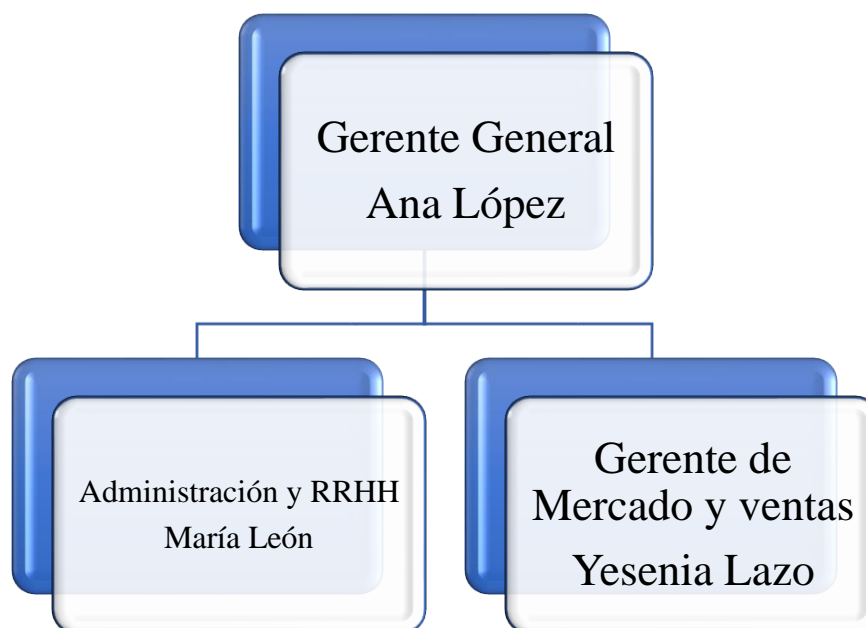 Gerente General
Ana López
Administración y RRHH
María León
Gerente de
Mercado y ventas
Yesenia Lazo